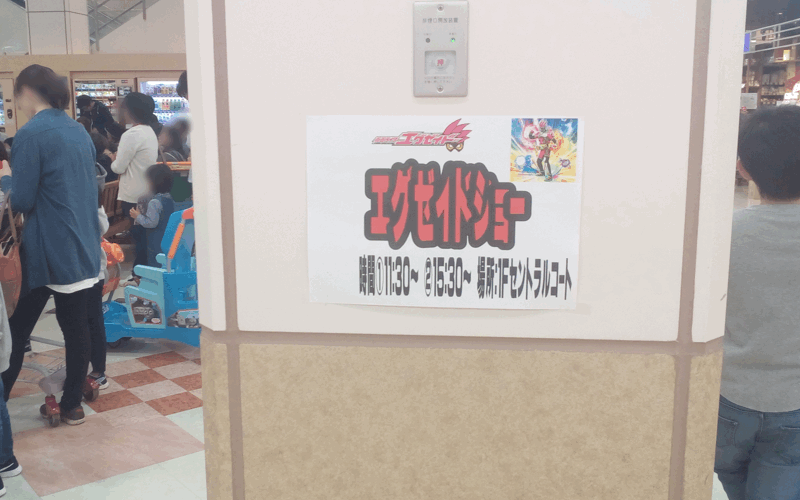 エグゼイド
エグゼイドショー
時間①11:30~ ②15:30~ 場所:1Fセントラルコート